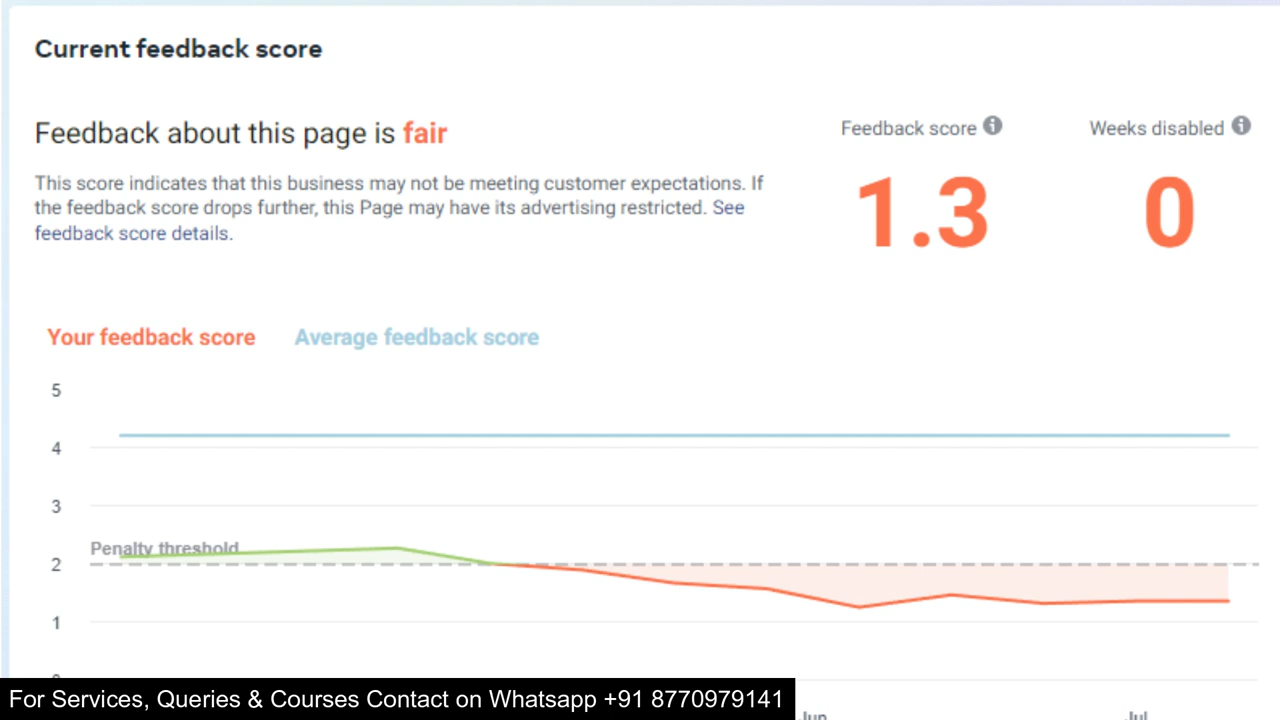 Current feedback score
Feedback about this page is fair
Feedback score
Weeks disabled
This score indicates that this business may not be meeting customer expectations. If
the feedback score drops further, this Page may have its advertising restricted. See
feedback score details.
1.3
0
Your feedback score
Average feedback score
5
4
3
Penalty threshold
2
1
For Services, Queries & Courses Contact on Whatsapp +91 8770979141
Jun
Jul